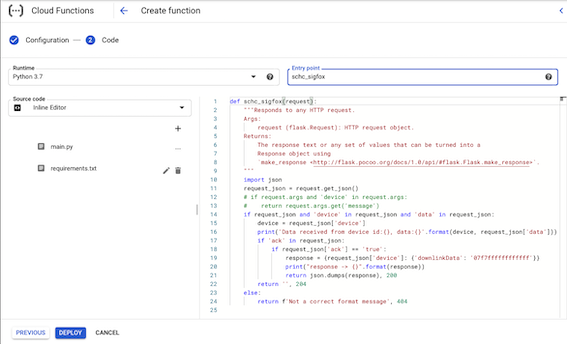 Cloud Functions
Create function
Configuration
2 Code
Runtime
Python 3.7
Entry point
schc_sigfox
Source code
Inline Editor
main.py
requirements.txt
1 def schc_sigfox(request):
2 """Responds to any HTTP request.
3 Args:
4 request (flask.Request): HTTP request object.
5 Returns:
6 The response text or any set of values that can be turned into a
7 Response object using
8 `make_response <http://flask.pocoo.org/docs/1.0/api/#flask.Flask.make_response>`.
9 """
10 import json
11 request_json = request.get_json()
12 # if request.args and 'device' in request.args:
13 # return request.args.get('message')
14 if request_json and 'device' in request_json and 'data' in request_json:
15 device = request_json['device']
16 print('Data received from device id:{}, data:{}'.format(device, request_json['data']))
17 if 'ack' in request_json:
18 if request_json['ack'] == 'true':
19 response = {request_json['device']: {'downlinkData': '07f7ffffffffffff'}}
20 print("response -> {}".format(response))
21 return json.dumps(response), 200
22 return '', 204
23 else:
24 return f'Not a correct format message', 404
25
PREVIOUS
DEPLOY
CANCEL